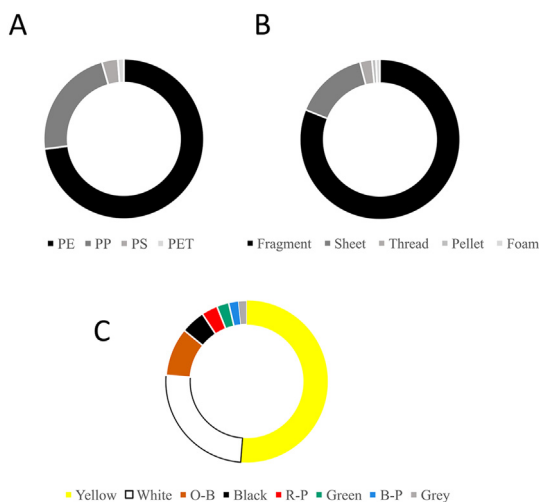 A
B
PE PP PS PET
Fragment Sheet Thread Pellet Foam
C
Yellow White O-B Black R-P Green B-P Grey